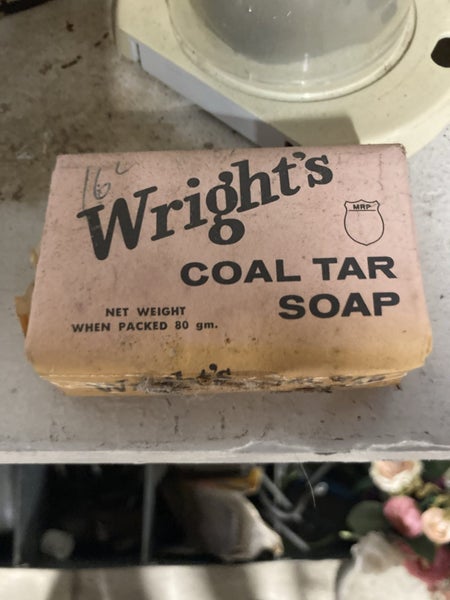 16
Wright's
MRP
COAL TAR
SOAP
NET WEIGHT
WHEN PACKED 80 gm.